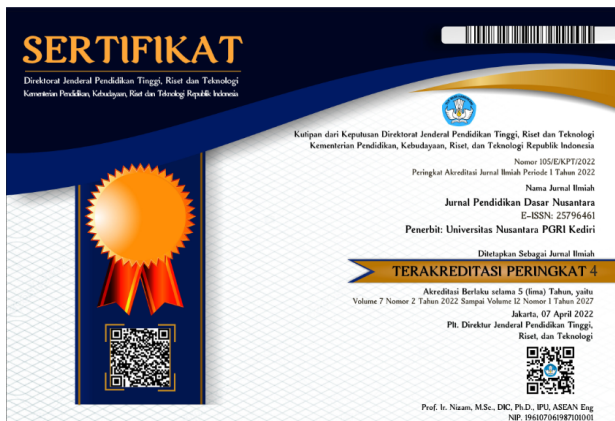 SERTIFIKAT
Direktorat Jenderal Pendidikan Tinggi, Riset dan Teknologi
Kementerian Pendidikan, Kebudayaan, Riset dan Teknologi Republik Indonesia
Kutipan dari Keputusan Direktorat Jenderal Pendidikan Tinggi, Riset dan Teknologi
Kementerian Pendidikan, Kebudayaan, Riset, dan Teknologi Republik Indonesia
Nomor 105/E/KPT/2022
Peringkat Akreditasi Jurnal Ilmiah Periode I Tahun 2022
Nama Jurnal Ilmiah
Jurnal Pendidikan Dasar Nusantara
E-ISSN: 25796461
Penerbit: Universitas Nusantara PGRI Kediri
Ditetapkan Sebagai Jurnal Ilmiah
TERAKREDITASI PERINGKAT 4
Akreditasi Berlaku selama 5 (lima) Tahun, yaitu
Volume 7 Nomor 2 Tahun 2022 Sampai Volume 12 Nomor 1 Tahun 2027
Jakarta, 07 April 2022
Plt. Direktur Jenderal Pendidikan Tinggi,
Riset, dan Teknologi
Prof. Ir. Nizam, M.Sc., DIC, Ph.D., IPU, ASEAN Eng
NIP. 196107061987101001